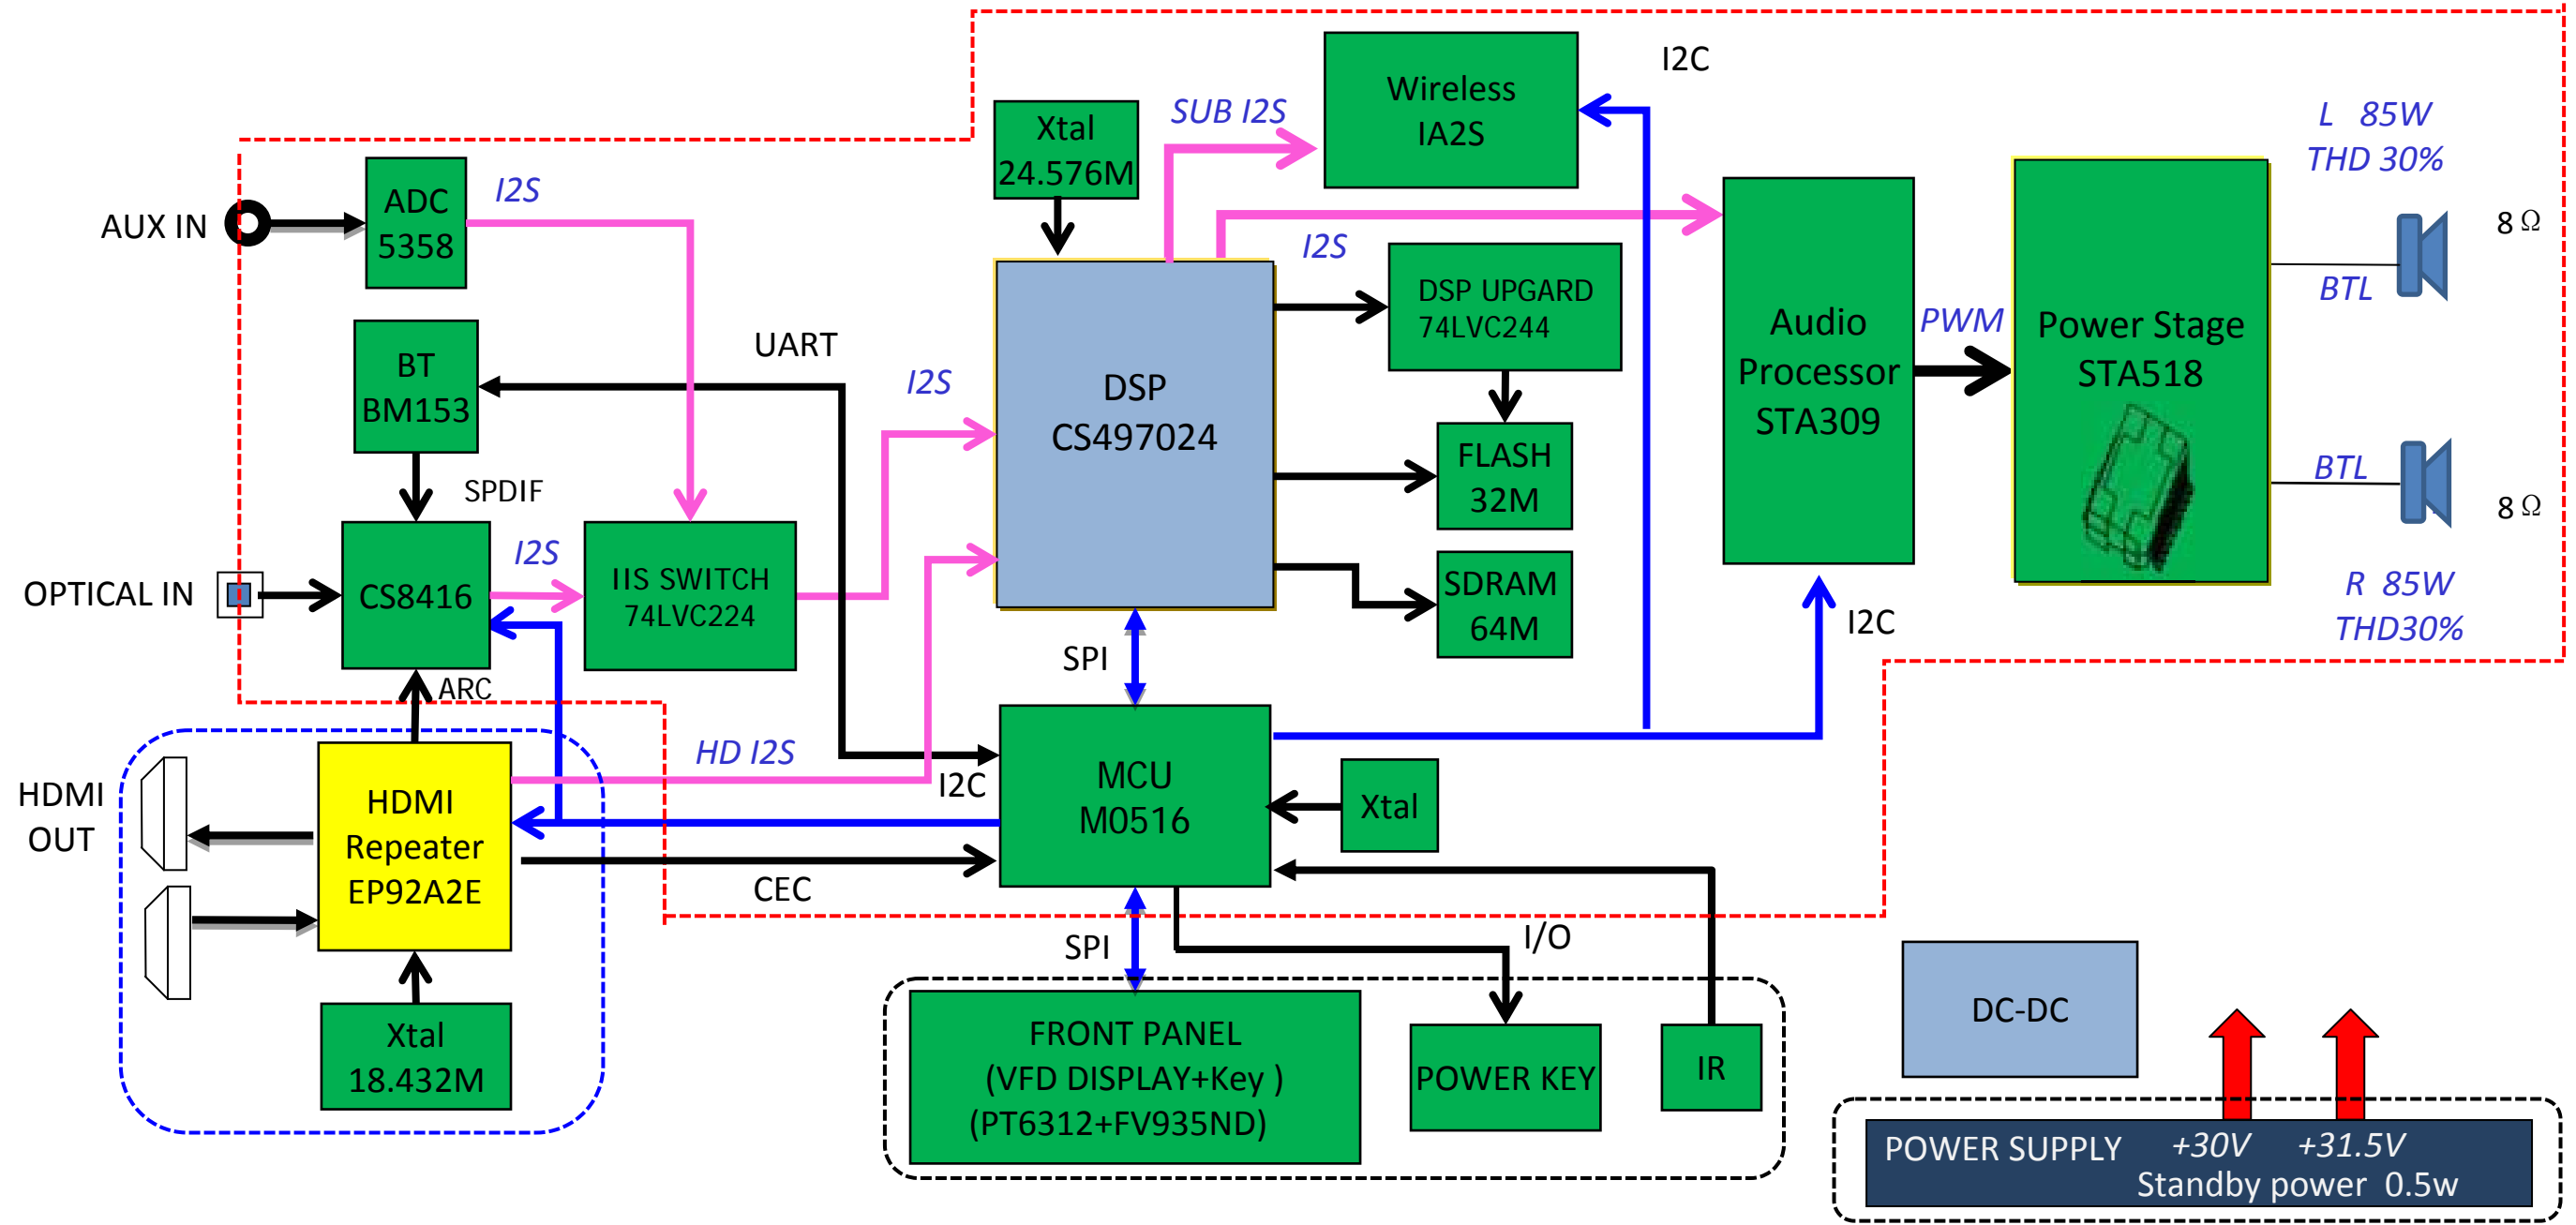 I2C
Wireless
IA2S
SUB I2S
Xtal
24.576M
L 85W
THD 30%
ADC
5358
I2S
AUX IN
8 Ω
I2S
DSP UPGARD
74LVC244
BTL
Audio
Processor
STA309
PWM
Power Stage
STA518
BT
BM153
UART
I2S
DSP
CS497024
FLASH
32M
BTL
8 Ω
SPDIF
I2S
OPTICAL IN
CS8416
IIS SWITCH
74LVC224
SDRAM
64M
R 85W
THD30%
I2C
SPI
ARC
HD I2S
I2C
HDMI
OUT
HDMI
Repeater
EP92A2E
MCU
M0516
Xtal
CEC
SPI
I/O
Xtal
18.432M
FRONT PANEL
(VFD DISPLAY+Key )
(PT6312+FV935ND)
POWER KEY
IR
DC-DC
POWER SUPPLY +30V +31.5V
Standby power 0.5w